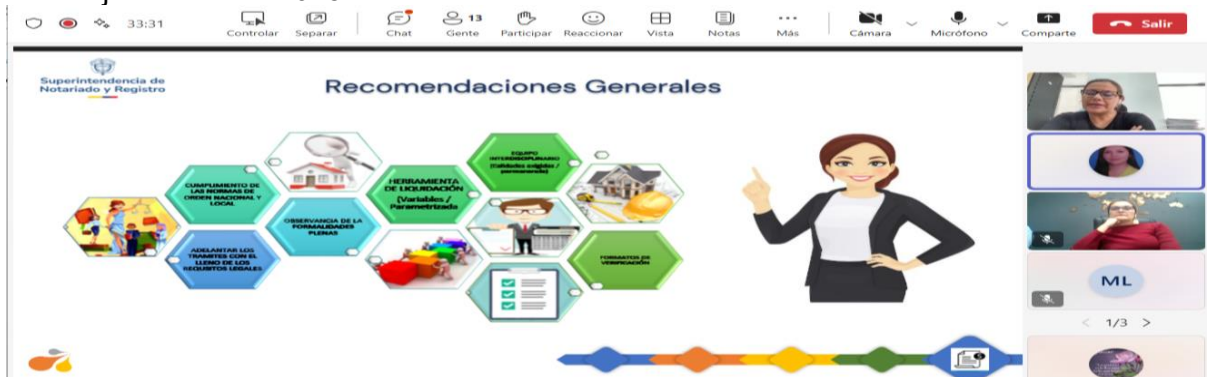 33:31
Controlar
Separar
Chat
13
Gente
Participar
Reaccionar
Vista
Notas
Más
Cámara
Micrófono
Comparte
Salir
Superintendencia de
Notariado y Registro
Recomendaciones Generales
CUMPLIMIENTO DE
LAS NORMAS DE
ORDEN NACIONAL Y
LOCAL
ADELANTAR LOS
TRAMITES CON EL
LLENO DE LOS
REQUISITOS LEGALES
OBSERVANCIA DE LA
FORMALIDADES
PLENAS
HERRAMIENTA
DE LIQUIDACIÓN
(Variables /
Parametrizada
EQUIPO
INTERDISCIPLINARIO
FORMATOS DE
VERIFICACIÓN
ML
1/3